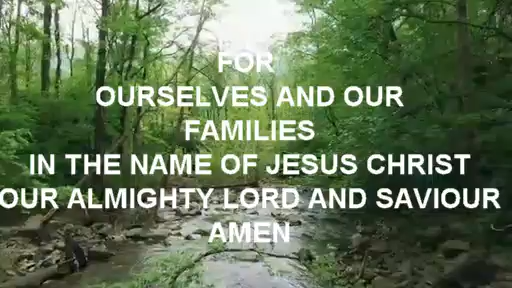 FOR
OURSELVES AND OUR
FAMILIES
IN THE NAME OF JESUS CHRIST
OUR ALMIGHTY LORD AND SAVIOUR
AMEN